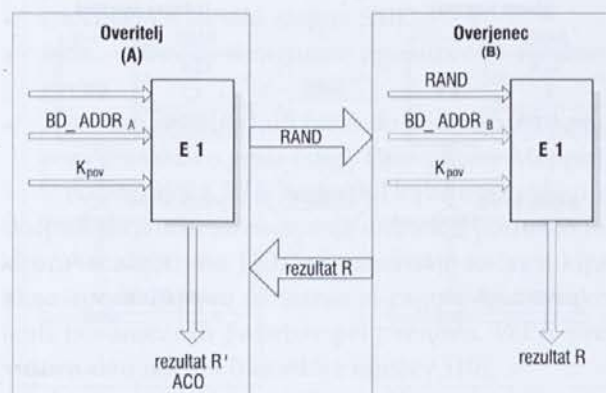 Overitelj
(A)
BD_ADDR A
K pov
E 1
rezultat R'
ACO
RAND
rezultat R
Overjenec
(B)
RAND
BD_ADDR B
K pov
E 1
rezultat R